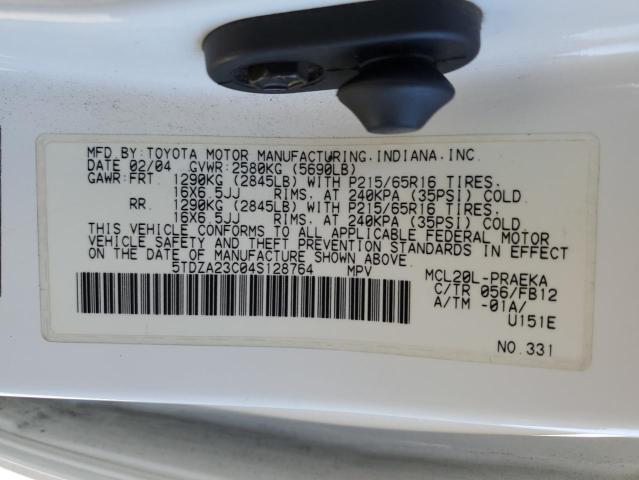 MFD.BY:TOYOTA MOTOR MANUFACTURING,INDIANA,INC.
DATE 02/04 GVWR:2580KG (5690LB)
GAWR:FRT. 1290KG (2845LB) WITH P215/65R16 TIRES.
16X6.5JJ RIMS. AT 240KPA (35PSI) COLD.
RR. 1290KG (2845LB) WITH P215/65R16 TIRES.
16X6.5JJ RIMS. AT 240KPA (35PSI) COLD.
THIS VEHICLE CONFORMS TO ALL APPLICABLE FEDERAL MOTOR
VEHICLE SAFETY AND THEFT PREVENTION STANDARDS IN EFFECT
ON THE DATE OF MANUFACTURE SHOWN ABOVE.
5TDZA23C04S128764 MPV MCL20L-PRAEKA
C/TR 056/FB12
A/TM -01A/
U151E
NO.331